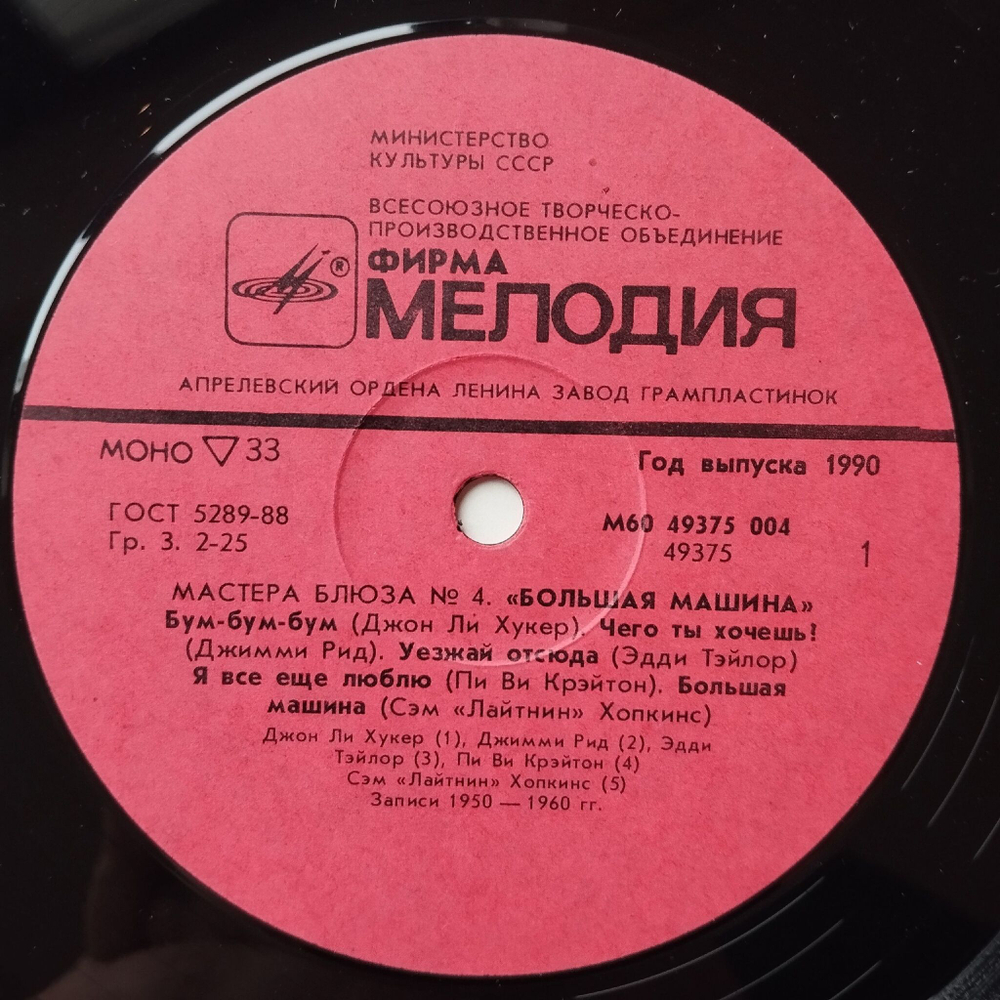 МИНИСТЕРСТВО
КУЛЬТУРЫ СССР
ВСЕСОЮЗНОЕ ТВОРЧЕСКО-
ПРОИЗВОДСТВЕННОЕ ОБЪЕДИНЕНИЕ
ФИРМА
®
МЕЛОДИЯ
АПРЕЛЕВСКИЙ ОРДЕНА ЛЕНИНА ЗАВОД ГРАМПЛАСТИНОК
МОНО ▽ 33
Год выпуска 1990
ГОСТ 5289-88
Гр. 3. 2-25
М60 49375 004
49375
1
МАСТЕРА БЛЮЗА № 4. «БОЛЬШАЯ МАШИНА»
Бум-бум-бум (Джон Ли Хукер). Чего ты хочешь!
(Джимми Рид). Уезжай отсюда (Эдди Тэйлор)
Я все еще люблю (Пи Ви Крэйтон). Большая
машина (Сэм «Лайтнин» Хопкинс)
Джон Ли Хукер (1), Джимми Рид (2), Эдди
Тэйлор (3), Пи Ви Крэйтон (4)
Сэм «Лайтнин» Хопкинс (5)
Записи 1950 — 1960 гг.